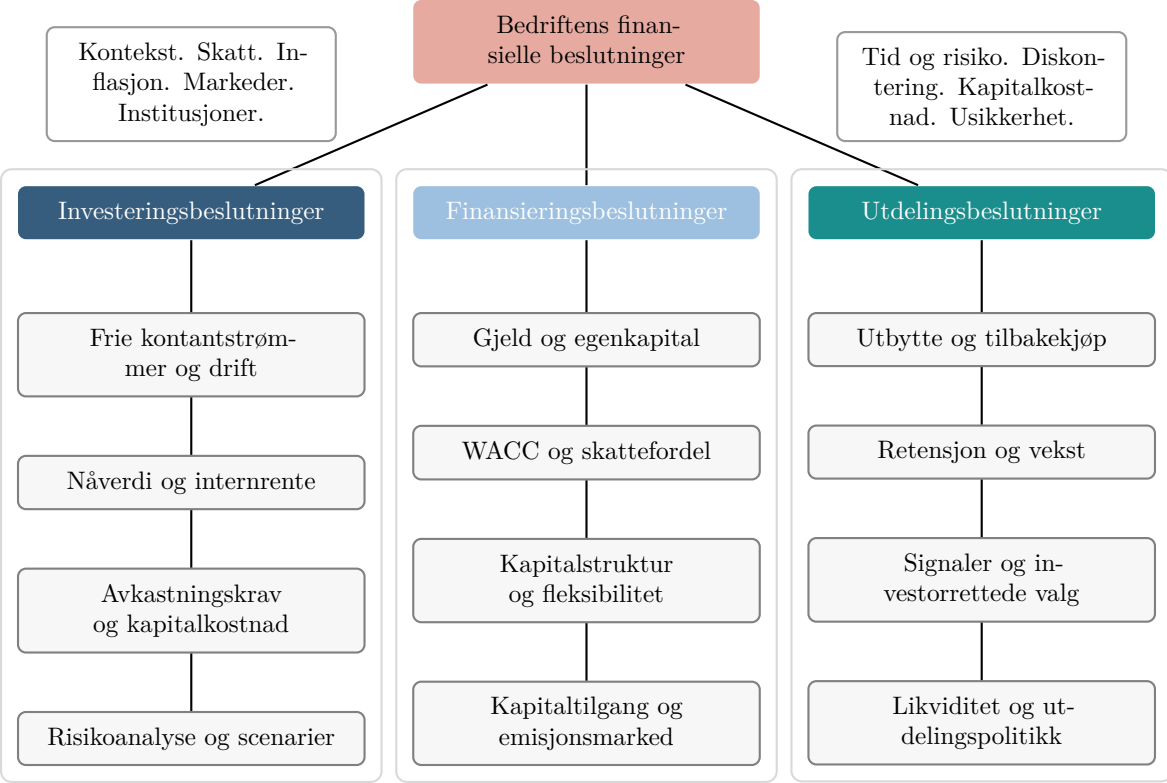 Bedriftens finan-
sielle beslutninger
Kontekst. Skatt. In-
flasjon. Markeder.
Institusjoner.
Tid og risiko. Diskon-
tering. Kapitalkost-
nad. Usikkerhet.
Investeringsbeslutninger
Frie kontantstrøm-
mer og drift
Nåverdi og internrente
Avkastningskrav
og kapitalkostnad
Risikoanalyse og scenarier
Finansieringsbeslutninger
Gjeld og egenkapital
WACC og skattefordel
Kapitalstruktur
og fleksibilitet
Kapitaltilgang og
emisjonsmarked
Utdelingsbeslutninger
Utbytte og tilbakekjøp
Retensjon og vekst
Signaler og in-
vestorrettede valg
Likviditet og ut-
delingspolitikk